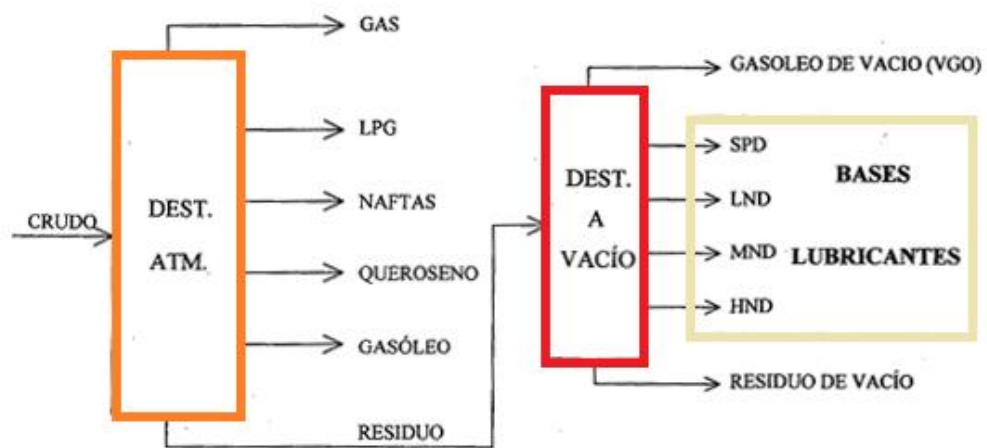 GAS
LPG
NAFTAS
QUEROSENO
GASÓLEO
RESIDUO
CRUDO
DEST.
ATM.
DEST.
A
VACÍO
GASOLEO DE VACIO (VGO)
SPD
LND
MND
HND
BASES
LUBRICANTES
RESIDUO DE VACÍO